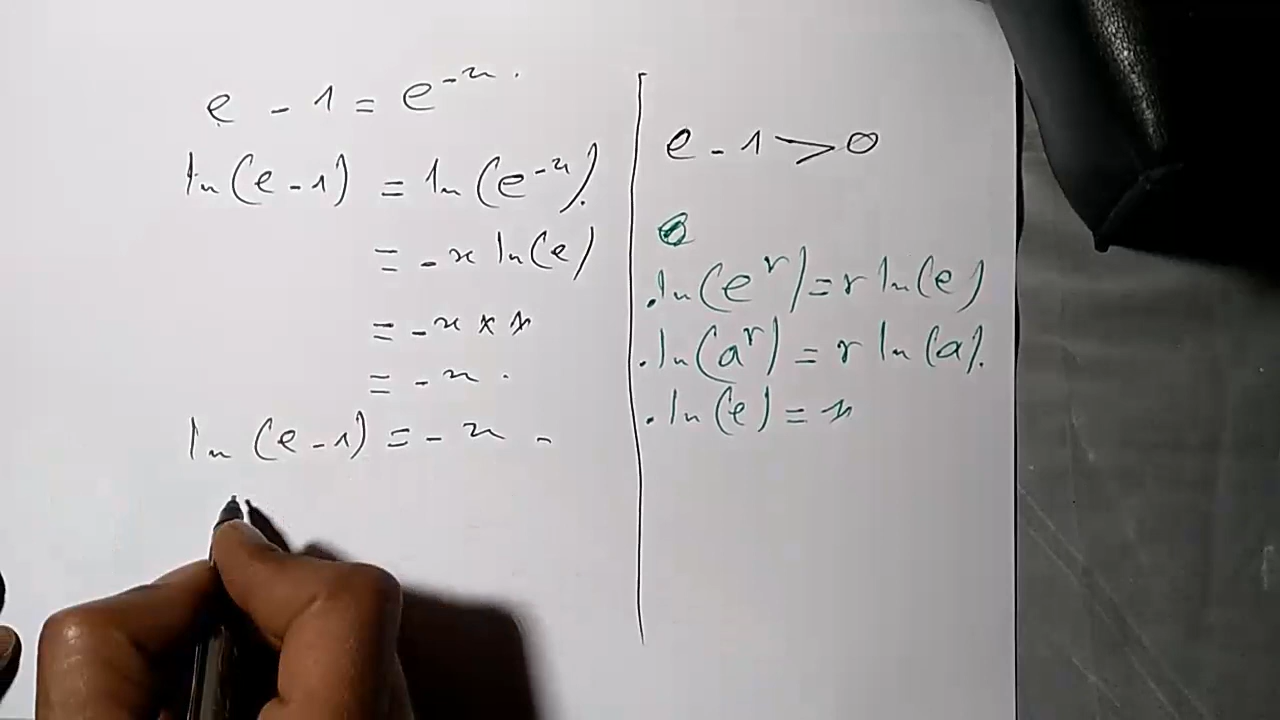 e - 1 = e^{-x}.
ln(e - 1) = ln(e^{-x}).
= -x ln(e)
= -x × 1
= -x.
ln(e - 1) = -x -
e - 1 > 0
.ln(e^r) = r ln(e)
.ln(a^r) = r ln(a).
.ln(e) = 1